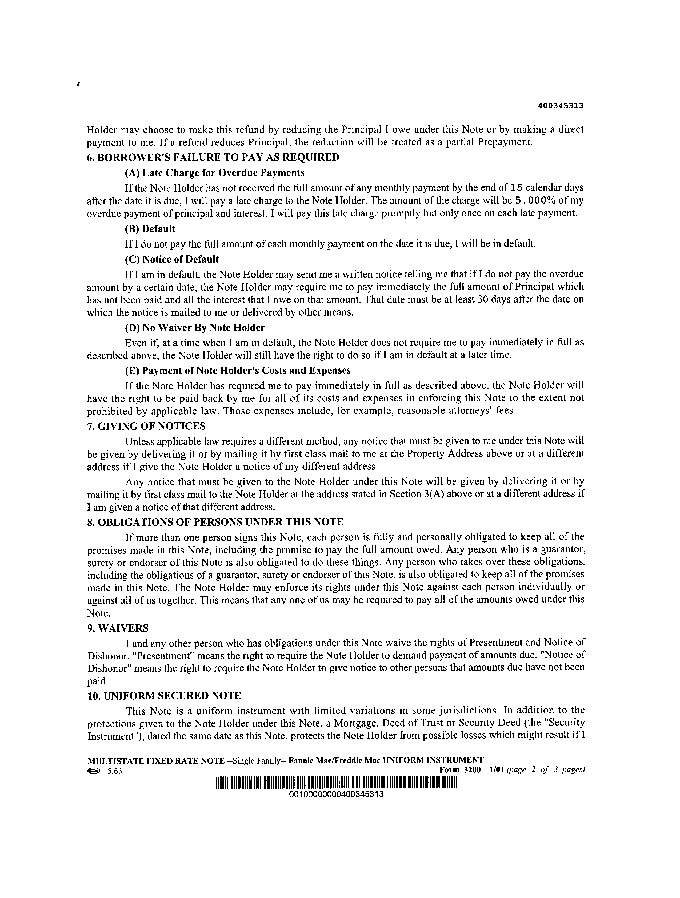 400345313
Holder may choose to make this refund by reducing the Principal I owe under this Note or by making a direct
payment to me. If a refund reduces Principal, the reduction will be treated as a partial Prepayment.
6. BORROWER'S FAILURE TO PAY AS REQUIRED
(A) Late Charge for Overdue Payments
If the Note Holder has not received the full amount of any monthly payment by the end of 15 calendar days
after the date it is due, I will pay a late charge to the Note Holder. The amount of the charge will be 5.000% of my
overdue payment of principal and interest. I will pay this late charge promptly but only once on each late payment.
(B) Default
If I do not pay the full amount of each monthly payment on the date it is due, I will be in default.
(C) Notice of Default
If I am in default, the Note Holder may send me a written notice telling me that if I do not pay the overdue
amount by a certain date, the Note Holder may require me to pay immediately the full amount of Principal which
has not been paid and all the interest that I owe on that amount. That date must be at least 30 days after the date on
which the notice is mailed to me or delivered by other means.
(D) No Waiver By Note Holder
Even if, at a time when I am in default, the Note Holder does not require me to pay immediately in full as
described above, the Note Holder will still have the right to do so if I am in default at a later time.
(E) Payment of Note Holder's Costs and Expenses
If the Note Holder has required me to pay immediately in full as described above, the Note Holder will
have the right to be paid back by me for all of its costs and expenses in enforcing this Note to the extent not
prohibited by applicable law. Those expenses include, for example, reasonable attorneys' fees
7. GIVING OF NOTICES
Unless applicable law requires a different method, any notice that must be given to me under this Note will
be given by delivering it or by mailing it by first class mail to me at the Property Address above or at a different
address if I give the Note Holder a notice of my different address
Any notice that must be given to the Note Holder under this Note will be given by delivering it or by
mailing it by first class mail to the Note Holder at the address stated in Section 3(A) above or at a different address if
I am given a notice of that different address.
8. OBLIGATIONS OF PERSONS UNDER THIS NOTE
If more than one person signs this Note, each person is fully and personally obligated to keep all of the
promises made in this Note, including the promise to pay the full amount owed. Any person who is a guarantor,
surety or endorser of this Note is also obligated to do these things. Any person who takes over these obligations,
including the obligations of a guarantor, surety or endorser of this Note, is also obligated to keep all of the promises
made in this Note. The Note Holder may enforce its rights under this Note against each person individually or
against all of us together. This means that any one of us may be required to pay all of the amounts owed under this
Note.
9. WAIVERS
I and any other person who has obligations under this Note waive the rights of Presentment and Notice of
Dishonor. "Presentment" means the right to require the Note Holder to demand payment of amounts due. "Notice of
Dishonor" means the right to require the Note Holder to give notice to other persons that amounts due have not been
paid
10. UNIFORM SECURED NOTE
This Note is a uniform instrument with limited variations in some jurisdictions. In addition to the
protections given to the Note Holder under this Note, a Mortgage, Deed of Trust or Security Deed (the "Security
Instrument"), dated the same date as this Note, protects the Note Holder from possible losses which might result if I
MULTISTATE FIXED RATE NOTE--Single Family--Fannie Mae/Freddie Mac UNIFORM INSTRUMENT
5.63 Form 3200 1/01 (page 2 of 3 pages)
00100000000400345313